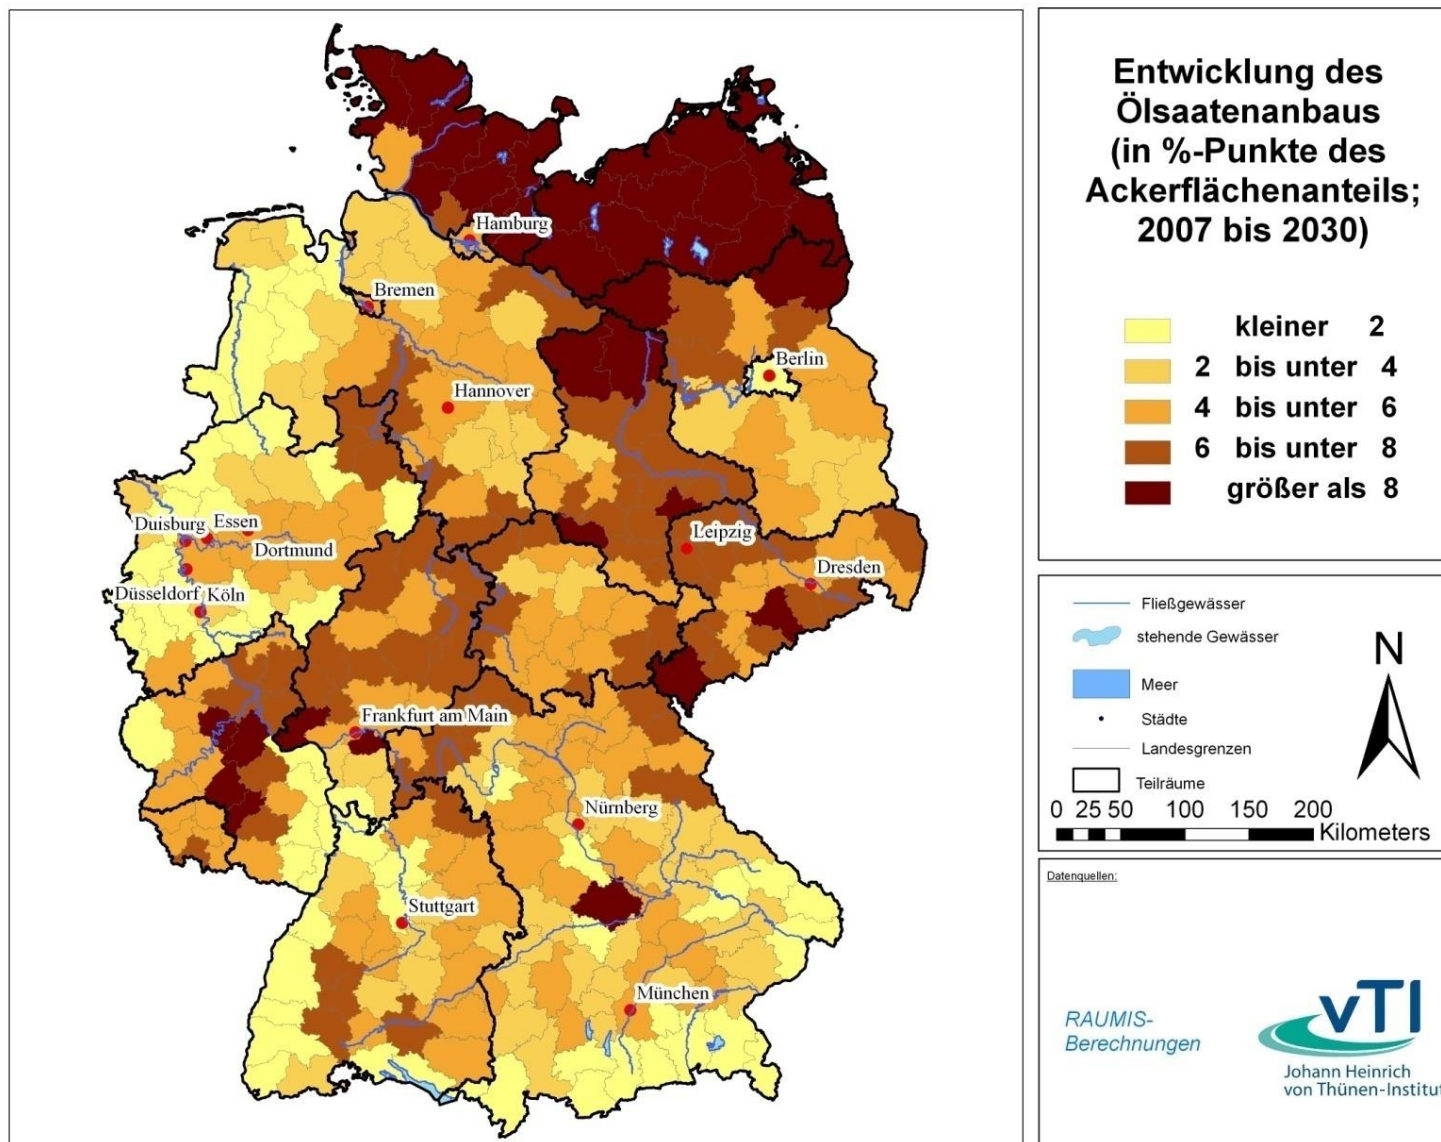 Hamburg
Bremen
Berlin
Hannover
Duisburg
Essen
Dortmund
Leipzig
Dresden
Düsseldorf
Köln
Frankfurt am Main
Nürnberg
Stuttgart
München
Entwicklung des
Ölsaatenanbaus
(in %-Punkte des
Ackerflächenanteils;
2007 bis 2030)
kleiner 2
2 bis unter 4
4 bis unter 6
6 bis unter 8
größer als 8
Fließgewässer
stehende Gewässer
Meer
Städte
Landesgrenzen
Teilräume
N
0 25 50 100 150 200
Kilometers
Datenquellen:
RAUMIS-
Berechnungen
vTI
Johann Heinrich
von Thünen-Institut